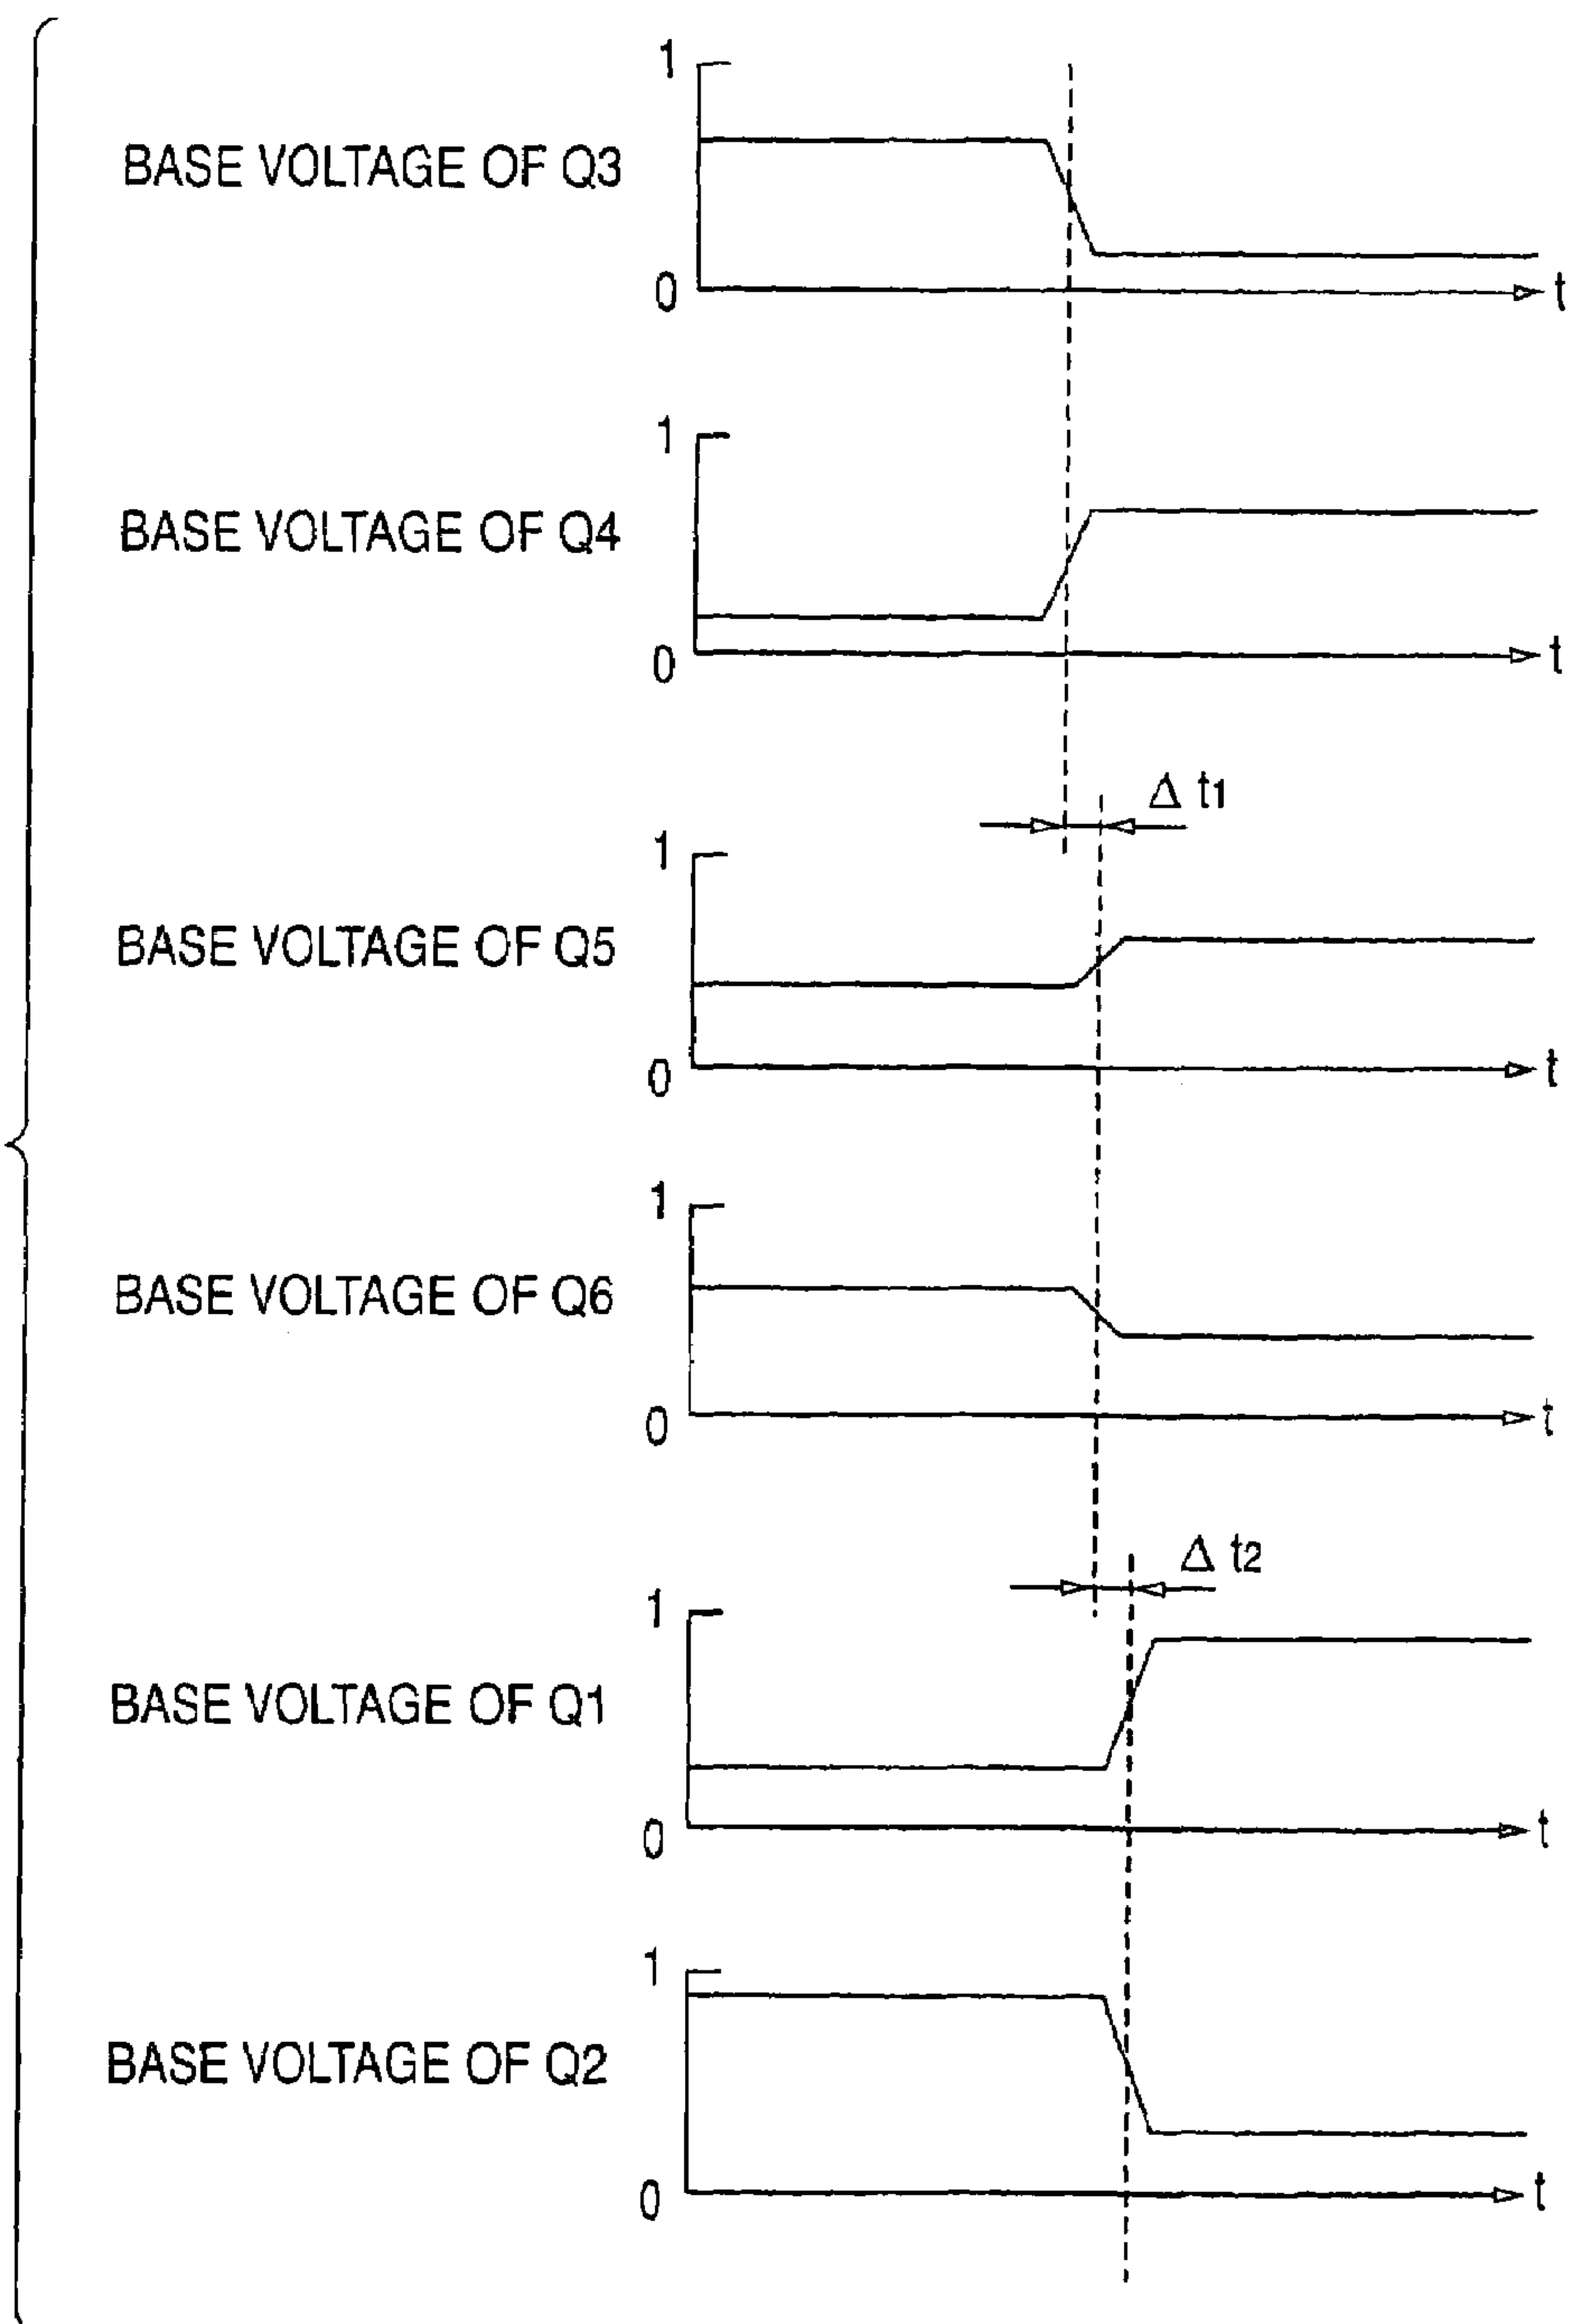 1
BASE VOLTAGE OF Q3
0
t
1
BASE VOLTAGE OF Q4
0
t
Δ t1
1
BASE VOLTAGE OF Q5
0
t
1
BASE VOLTAGE OF Q6
0
t
Δ t2
1
BASE VOLTAGE OF Q1
0
t
1
BASE VOLTAGE OF Q2
0
t